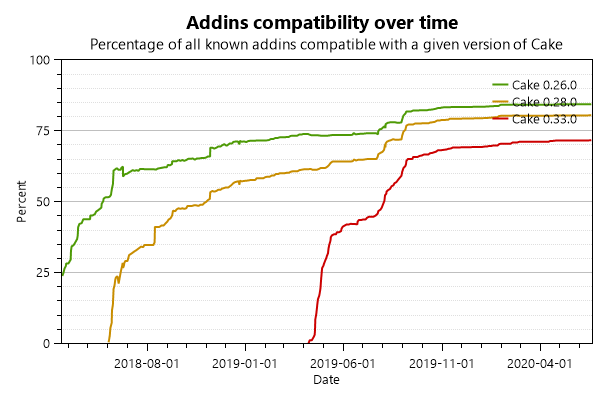 Addins compatibility over time
Percentage of all known addins compatible with a given version of Cake
100
75
50
25
0
Percent
Cake 0.26.0
Cake 0.28.0
Cake 0.33.0
2018-08-01
2019-01-01
2019-06-01
2019-11-01
2020-04-01
Date